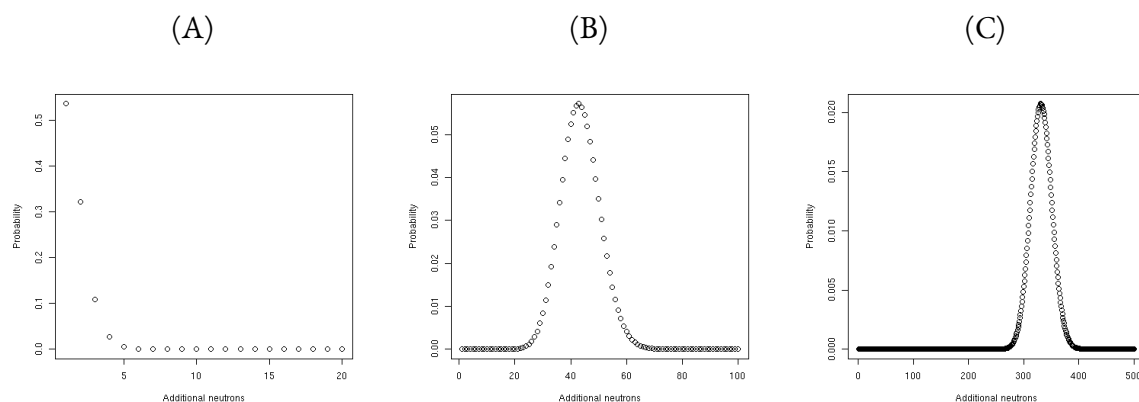 (A)
(B)
(C)
Probability
0.0 0.1 0.2 0.3 0.4 0.5
5 10 15 20
Additional neutrons
Probability
0.00 0.01 0.02 0.03 0.04 0.05
0 20 40 60 80 100
Additional neutrons
Probability
0.000 0.005 0.010 0.015 0.020
0 100 200 300 400 500
Additional neutrons